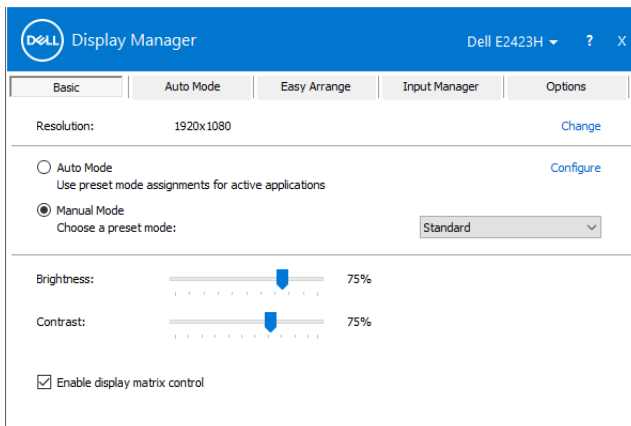 DELL Display Manager Dell E2423H ? X
Basic Auto Mode Easy Arrange Input Manager Options
Resolution: 1920x1080 Change
Auto Mode Configure
Use preset mode assignments for active applications
Manual Mode
Choose a preset mode: Standard
Brightness: 75%
Contrast: 75%
Enable display matrix control